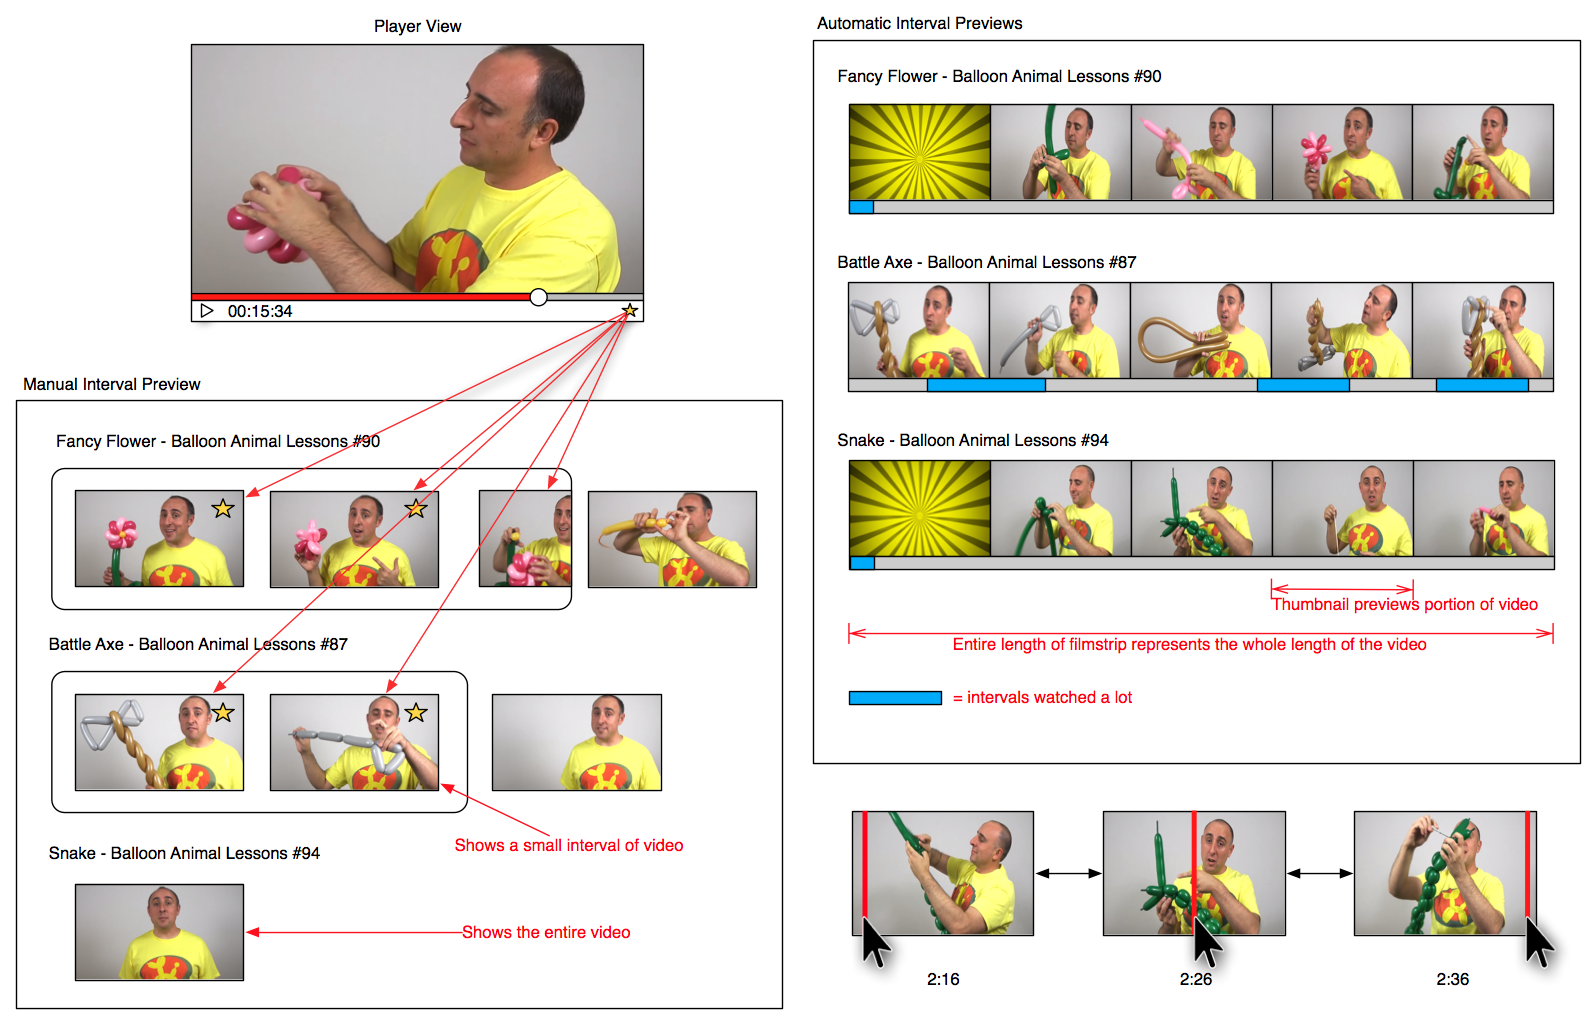 Player View
00:15:34
Manual Interval Preview
Fancy Flower - Balloon Animal Lessons #90
Battle Axe - Balloon Animal Lessons #87
Shows a small interval of video
Snake - Balloon Animal Lessons #94
Shows the entire video
Automatic Interval Previews
Fancy Flower - Balloon Animal Lessons #90
Battle Axe - Balloon Animal Lessons #87
Snake - Balloon Animal Lessons #94
Thumbnail previews portion of video
Entire length of filmstrip represents the whole length of the video
= intervals watched a lot
2:16
2:26
2:36